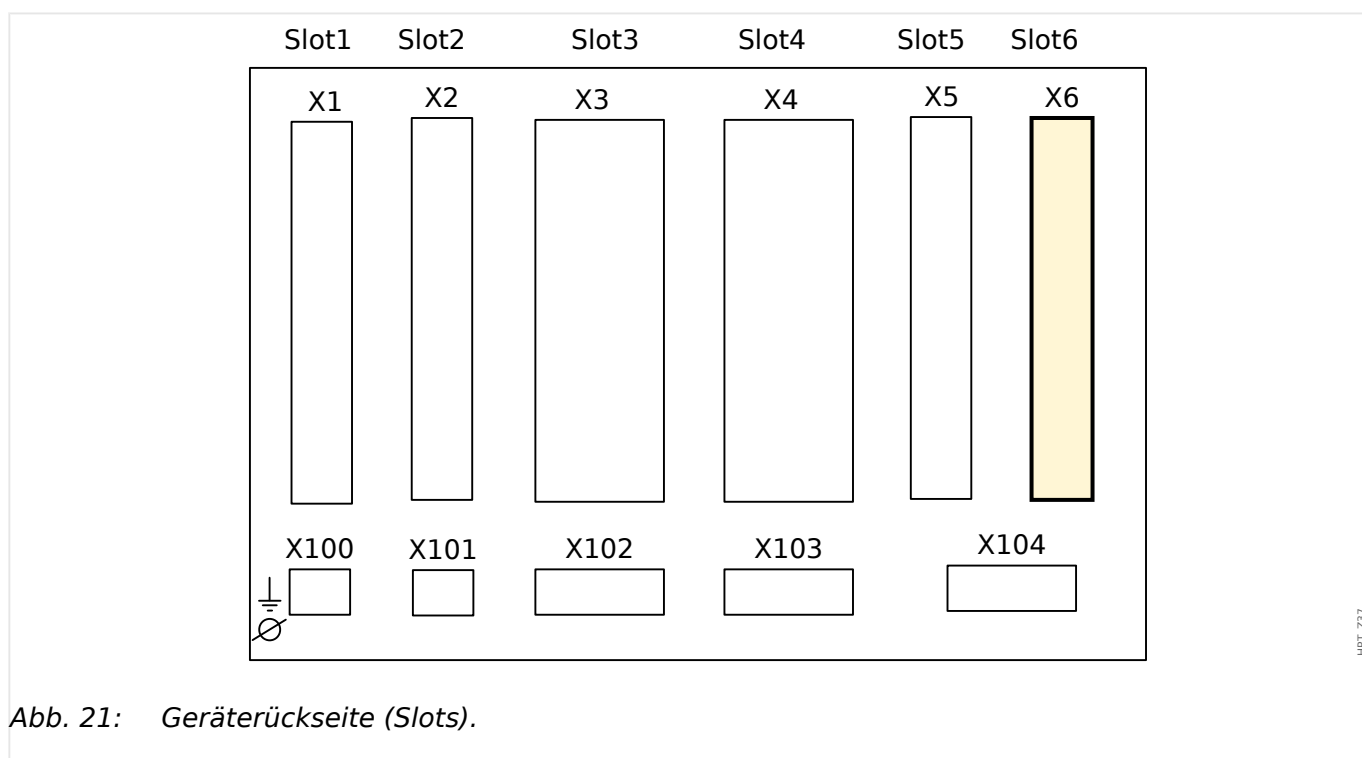 Slot1 Slot2 Slot3 Slot4 Slot5 Slot6
X1 X2 X3 X4 X5 X6
X100 X101 X102 X103 X104
Abb. 21: Geräterückseite (Slots).